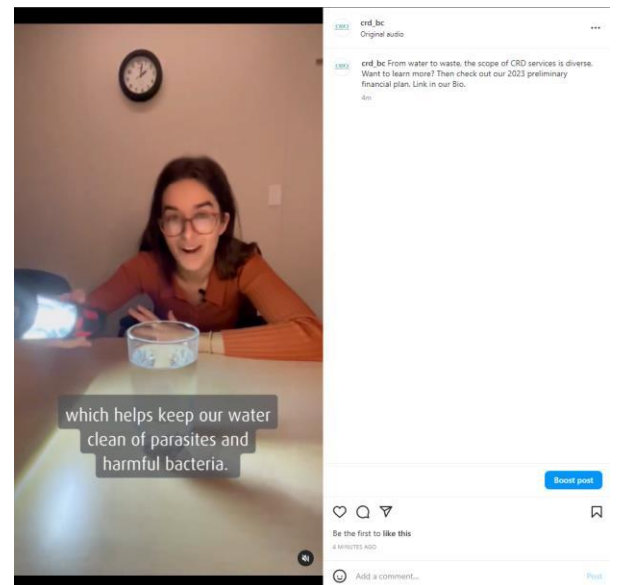 which helps keep our water
clean of parasites and
harmful bacteria.
crd_bc
Original audio
crd_bc From water to waste, the scope of CRD services is diverse.
Want to learn more? Then check out our 2023 preliminary
financial plan. Link in our Bio.
4m
Boost post
Be the first to like this
4 MINUTES AGO
Add a comment...
Post